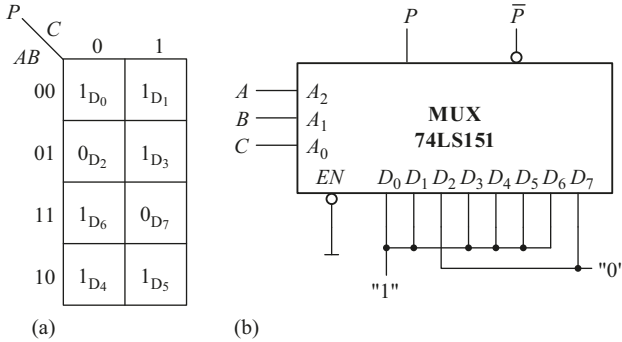 P
C
AB
0 1
00 1D₀ 1D₁
01 0D₂ 1D₃
11 1D₆ 0D₇
10 1D₄ 1D₅
(a)
P P̅
A A₂
B A₁
C A₀
MUX
74LS151
EN D₀ D₁ D₂ D₃ D₄ D₅ D₆ D₇
"1"
"0'
(b)